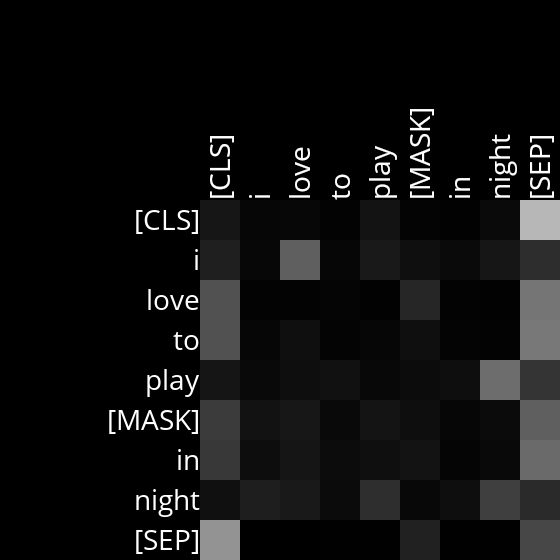 [CLS] i love to play [MASK] in night [SEP]
[CLS]
i
love
to
play
[MASK]
in
night
[SEP]